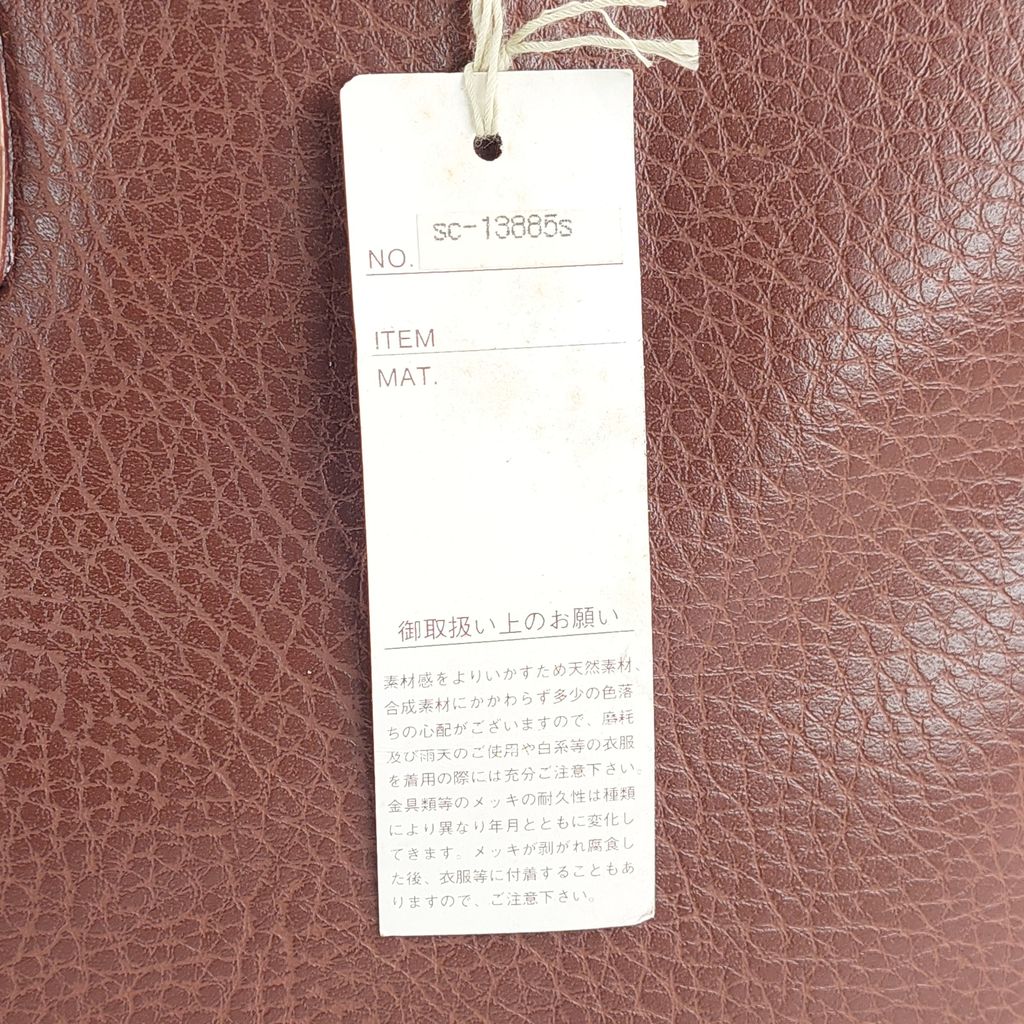 NO. sc-13885s
ITEM
MAT.
御取扱い上のお願い
素材感をよりいかすため天然素材、
合成素材にかかわらず多少の色落
ちの心配がございますので、磨耗
及び雨天のご使用や白系等の衣服
を着用の際には充分ご注意下さい。
金具類等のメッキの耐久性は種類
により異なり年月とともに変化し
てきます。メッキが剥がれ腐食し
た後、衣服等に付着することもあ
りますので、ご注意下さい。